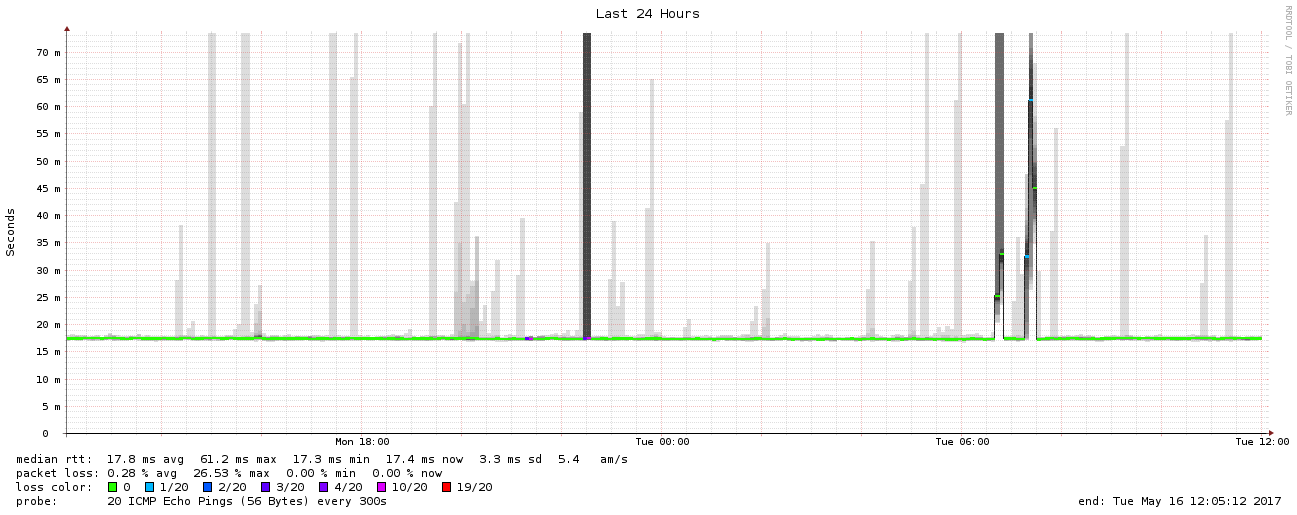 Last 24 Hours
RRDTOOL / TOBI OETIKER
Seconds
70 m
65 m
60 m
55 m
50 m
45 m
40 m
35 m
30 m
25 m
20 m
15 m
10 m
5 m
0
Mon 18:00 Tue 00:00 Tue 06:00 Tue 12:00
median rtt: 17.8 ms avg 61.2 ms max 17.3 ms min 17.4 ms now 3.3 ms sd 5.4 am/s
packet loss: 0.28 % avg 26.53 % max 0.00 % min 0.00 % now
loss color: 0 1/20 2/20 3/20 4/20 10/20 19/20
probe: 20 ICMP Echo Pings (56 Bytes) every 300s end: Tue May 16 12:05:12 2017